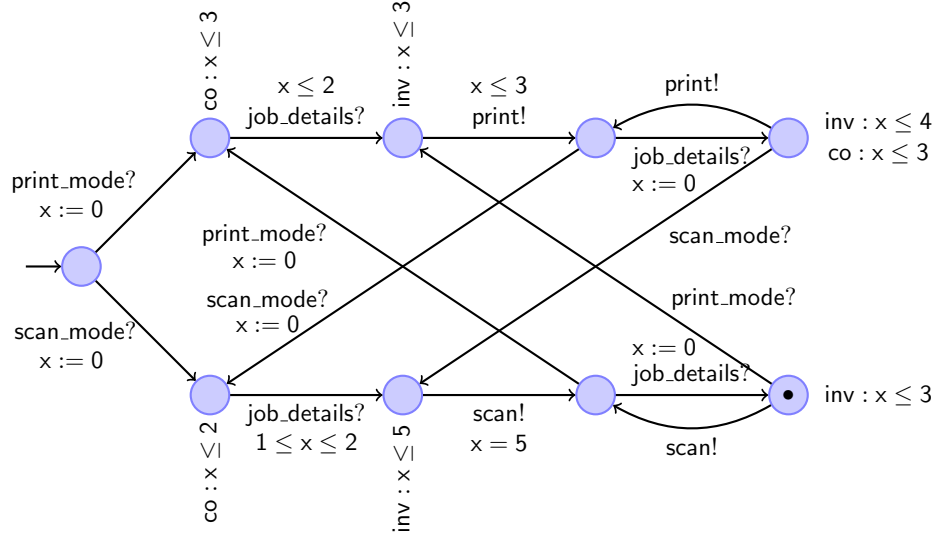 co : x ≤ 3
inv : x ≤ 3
x ≤ 2
job_details?
x ≤ 3
print!
print!
inv : x ≤ 4
co : x ≤ 3
job_details?
x := 0
print_mode?
x := 0
print_mode?
x := 0
scan_mode?
scan_mode?
x := 0
print_mode?
scan_mode?
x := 0
x := 0
job_details?
inv : x ≤ 3
job_details?
1 ≤ x ≤ 2
scan!
x = 5
scan!
co : x ≤ 2
inv : x ≤ 5